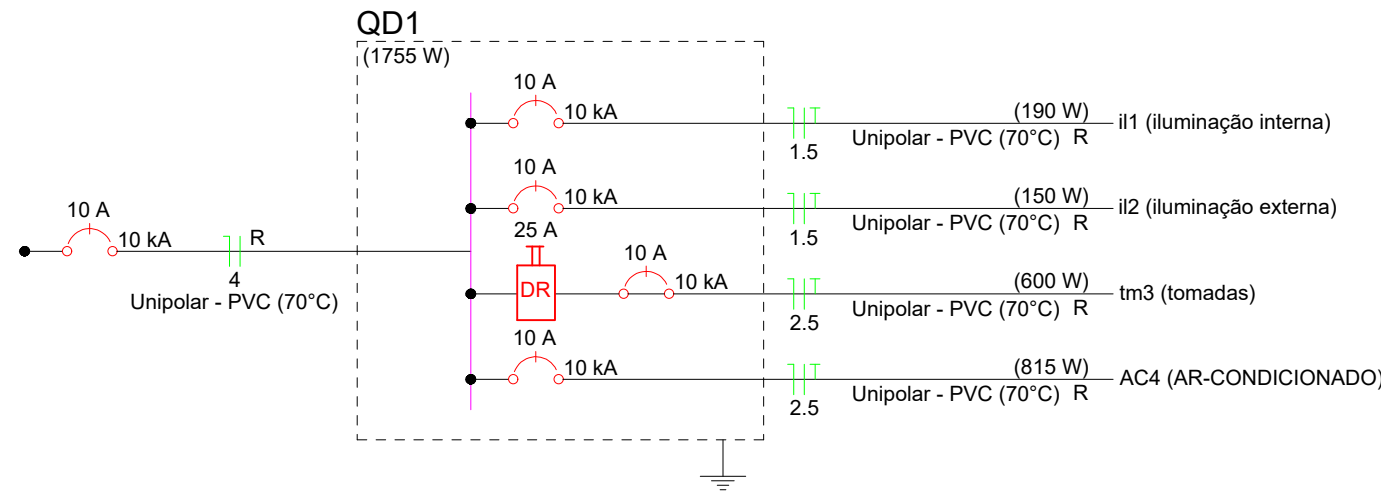 QD1
(1755 W)
10 A
10 kA
R
4
Unipolar - PVC (70°C)
10 A
10 kA
1.5
(190 W)
Unipolar - PVC (70°C) R
il1 (iluminação interna)
10 A
10 kA
1.5
(150 W)
Unipolar - PVC (70°C) R
il2 (iluminação externa)
25 A
DR
10 A
10 kA
2.5
(600 W)
Unipolar - PVC (70°C) R
tm3 (tomadas)
10 A
10 kA
2.5
(815 W)
Unipolar - PVC (70°C) R
AC4 (AR-CONDICIONADO)